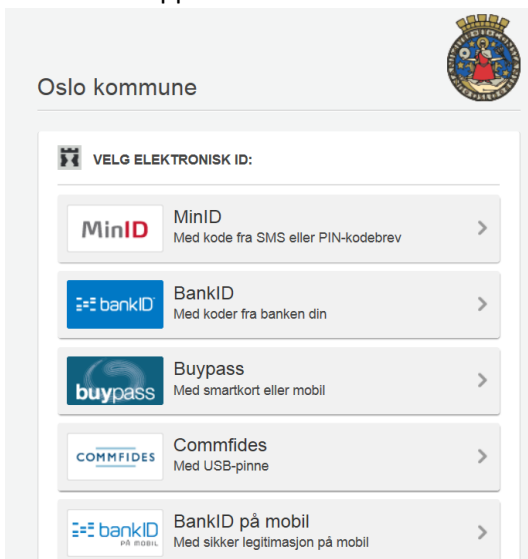 Oslo kommune
VELG ELEKTRONISK ID:
MinID
MinID
Med kode fra SMS eller PIN-kodebrev
bankID
BankID
Med koder fra banken din
buypass
Buypass
Med smartkort eller mobil
COMMFIDES
Commfides
Med USB-pinne
bankID
PÅ MOBIL
BankID på mobil
Med sikker legitimasjon på mobil